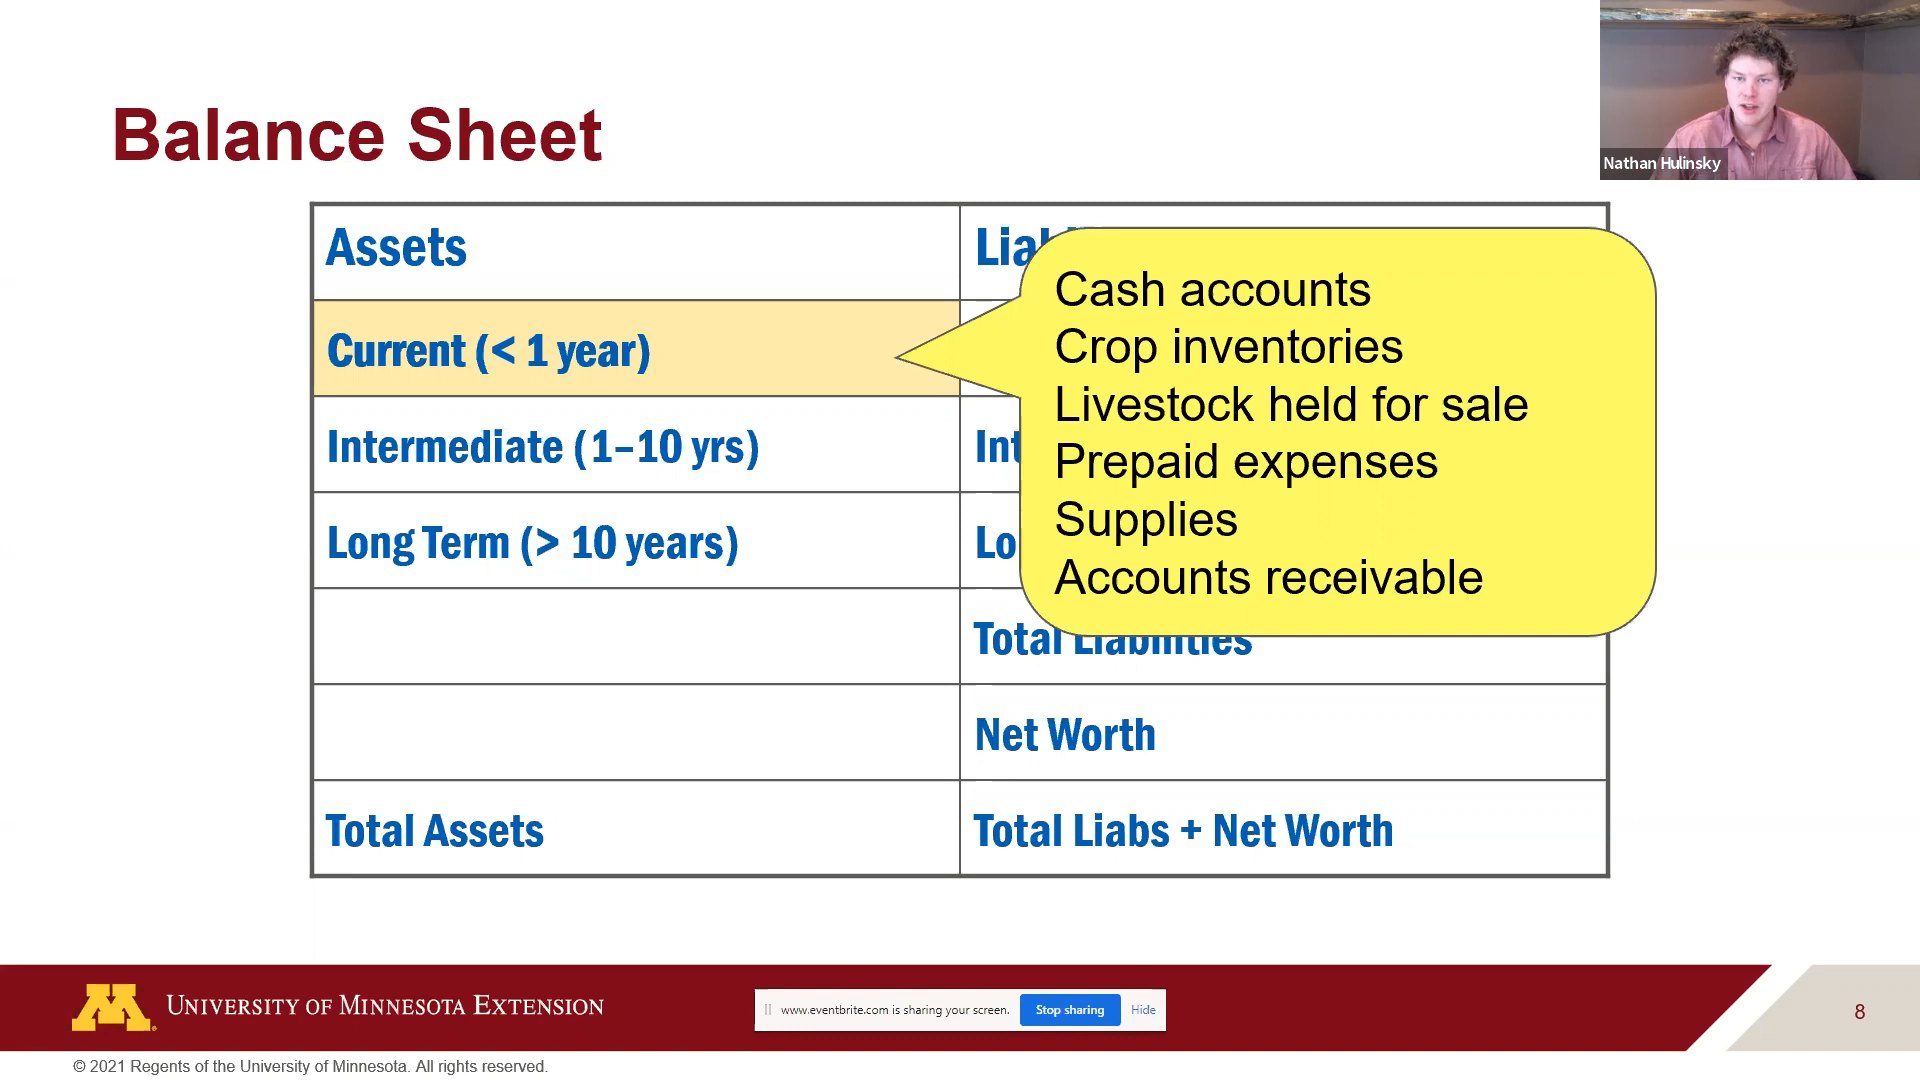 Balance Sheet
Nathan Hulinsky
Assets
Current (< 1 year)
Intermediate (1–10 yrs)
Long Term (> 10 years)
Total Liabilities
Net Worth
Total Assets
Total Liabs + Net Worth
Cash accounts
Crop inventories
Livestock held for sale
Prepaid expenses
Supplies
Accounts receivable
UNIVERSITY OF MINNESOTA EXTENSION
www.eventbrite.com is sharing your screen.
Stop sharing
Hide
8
© 2021 Regents of the University of Minnesota. All rights reserved.